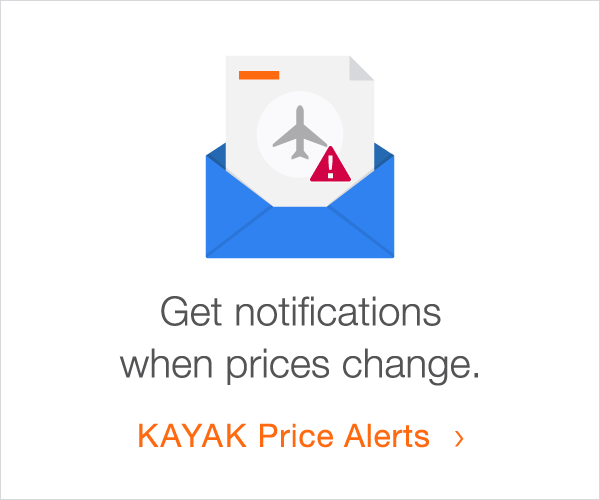 Get notifications
when prices change.
KAYAK Price Alerts ›